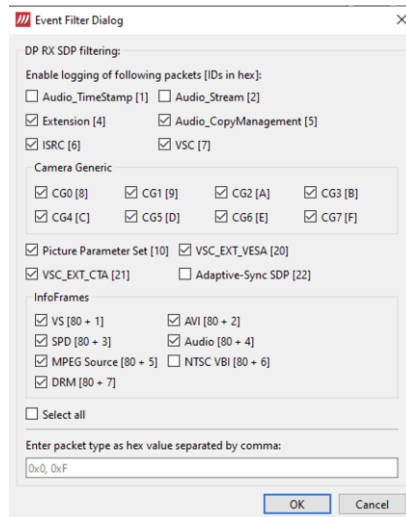 Event Filter Dialog
DP RX SDP filtering:
Enable logging of following packets [IDs in hex]:
Audio_TimeStamp [1] Audio_Stream [2]
Extension [4] Audio_CopyManagement [5]
ISRC [6] VSC [7]
Camera Generic
CG0 [8] CG1 [9] CG2 [A] CG3 [B]
CG4 [C] CG5 [D] CG6 [E] CG7 [F]
Picture Parameter Set [10] VSC_EXT_VESA [20]
VSC_EXT_CTA [21] Adaptive-Sync SDP [22]
InfoFrames
VS [80 + 1] AVI [80 + 2]
SPD [80 + 3] Audio [80 + 4]
MPEG Source [80 + 5] NTSC VBI [80 + 6]
DRM [80 + 7]
Select all
Enter packet type as hex value separated by comma:
0x0, 0xF
OK Cancel